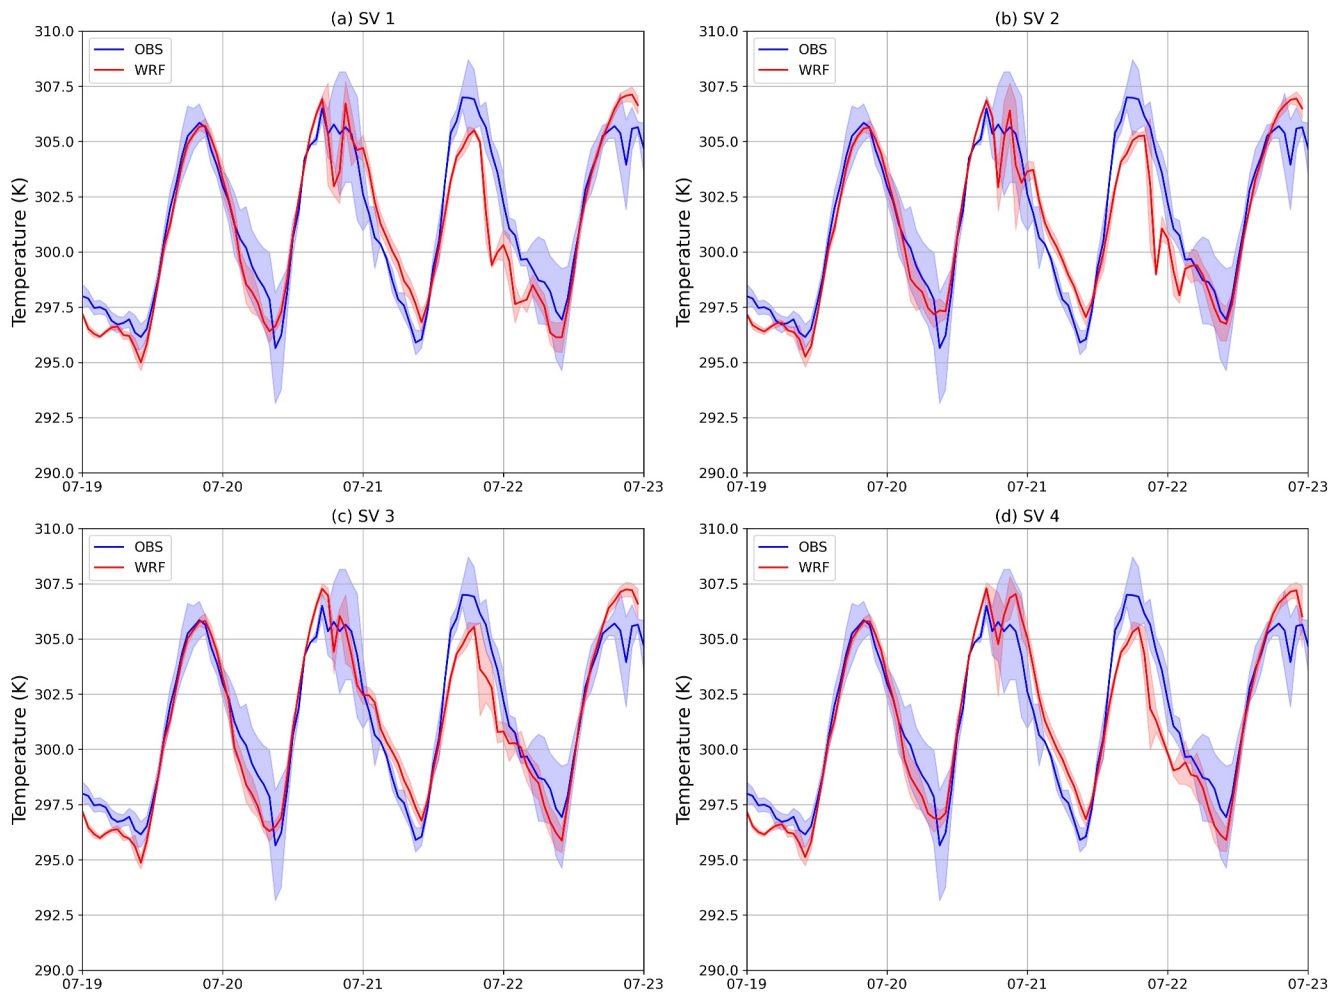 (a) SV 1
310.0
307.5
305.0
302.5
300.0
297.5
295.0
292.5
290.0
Temperature (K)
OBS
WRF
07-19 07-20 07-21 07-22 07-23
(b) SV 2
310.0
307.5
305.0
302.5
300.0
297.5
295.0
292.5
290.0
Temperature (K)
OBS
WRF
07-19 07-20 07-21 07-22 07-23
(c) SV 3
310.0
307.5
305.0
302.5
300.0
297.5
295.0
292.5
290.0
Temperature (K)
OBS
WRF
07-19 07-20 07-21 07-22 07-23
(d) SV 4
310.0
307.5
305.0
302.5
300.0
297.5
295.0
292.5
290.0
Temperature (K)
OBS
WRF
07-19 07-20 07-21 07-22 07-23